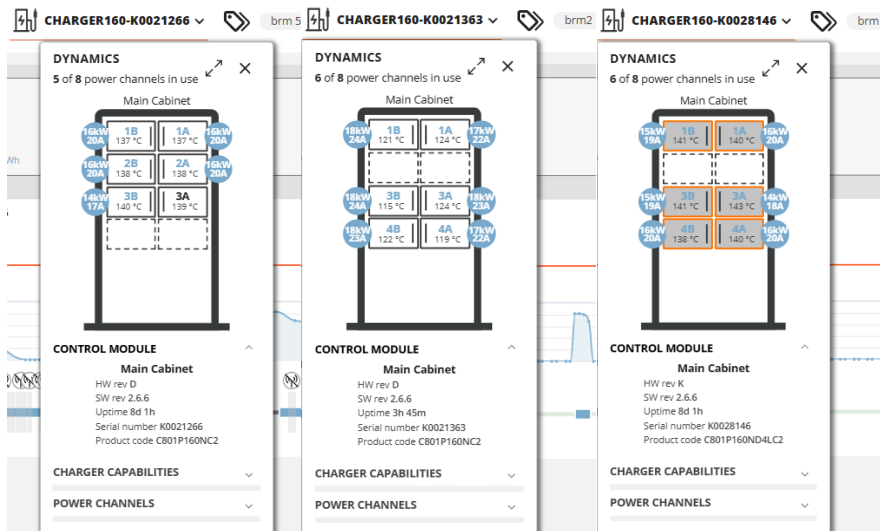 CHARGER160-K0021266
brm 5
DYNAMICS
5 of 8 power channels in use
Main Cabinet
16kW 20A
1B
137 °C
1A
137 °C
16kW 20A
16kW 20A
2B
138 °C
2A
138 °C
16kW 20A
14kW 17A
3B
140 °C
3A
139 °C
Wh
CONTROL MODULE
Main Cabinet
HW rev D
SW rev 2.6.6
Uptime 8d 1h
Serial number K0021266
Product code C801P160NC2
CHARGER CAPABILITIES
POWER CHANNELS
CHARGER160-K0021363
brm2
DYNAMICS
6 of 8 power channels in use
Main Cabinet
18kW 24A
1B
121 °C
1A
124 °C
17kW 22A
18kW 24A
3B
115 °C
3A
124 °C
18kW 23A
18kW 23A
4B
122 °C
4A
119 °C
17kW 22A
CONTROL MODULE
Main Cabinet
HW rev D
SW rev 2.6.6
Uptime 3h 45m
Serial number K0021363
Product code C801P160NC2
CHARGER CAPABILITIES
POWER CHANNELS
CHARGER160-K0028146
brm
DYNAMICS
6 of 8 power channels in use
Main Cabinet
15kW 19A
1B
141 °C
1A
140 °C
16kW 20A
15kW 19A
3B
141 °C
3A
143 °C
14kW 18A
16kW 20A
4B
138 °C
4A
140 °C
16kW 20A
CONTROL MODULE
Main Cabinet
HW rev K
SW rev 2.6.6
Uptime 8d 1h
Serial number K0028146
Product code C801P160ND4LC2
CHARGER CAPABILITIES
POWER CHANNELS